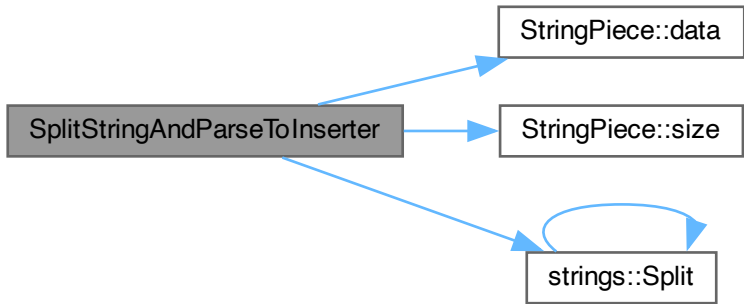 StringPiece::data
SplitStringAndParseToInserter
StringPiece::size
strings::Split